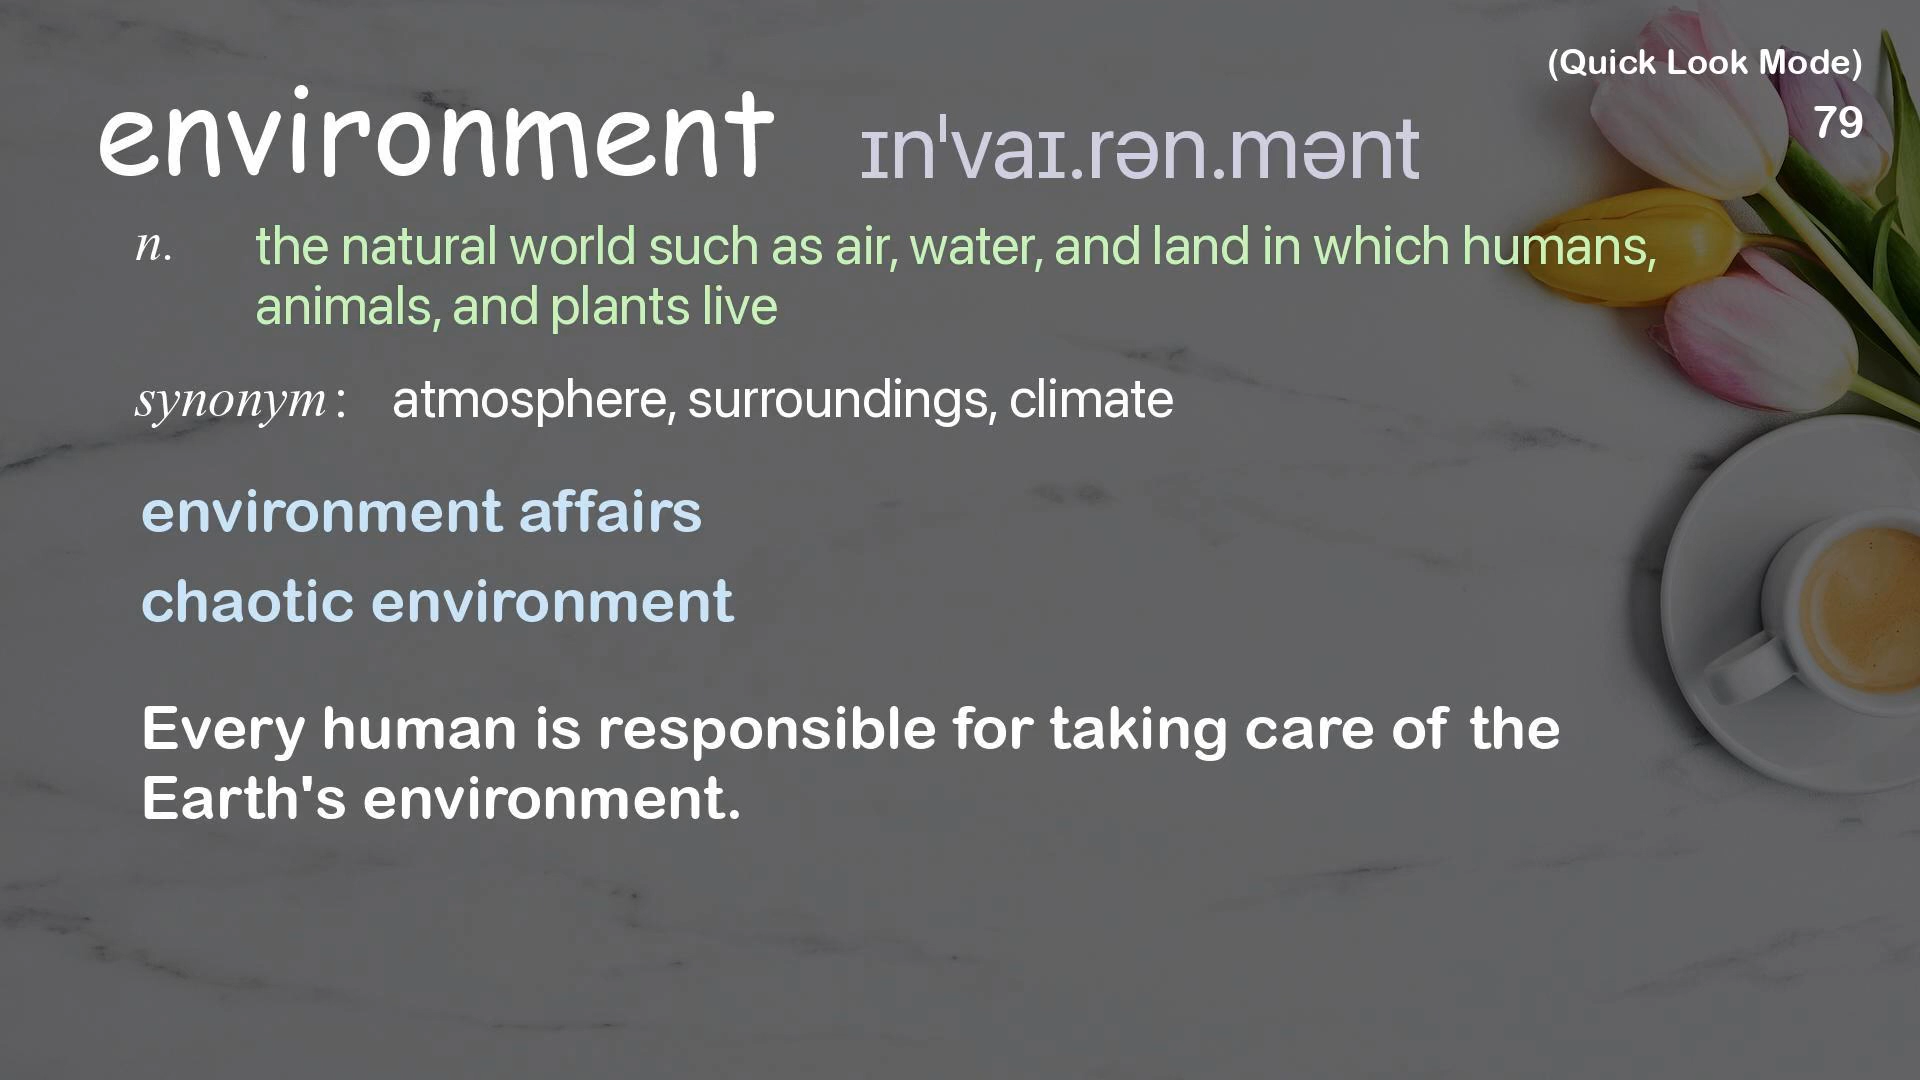 (Quick Look Mode)
79
environment ɪnˈvaɪ.rən.mənt
n. the natural world such as air, water, and land in which humans,
animals, and plants live
synonym: atmosphere, surroundings, climate
environment affairs
chaotic environment
Every human is responsible for taking care of the
Earth's environment.